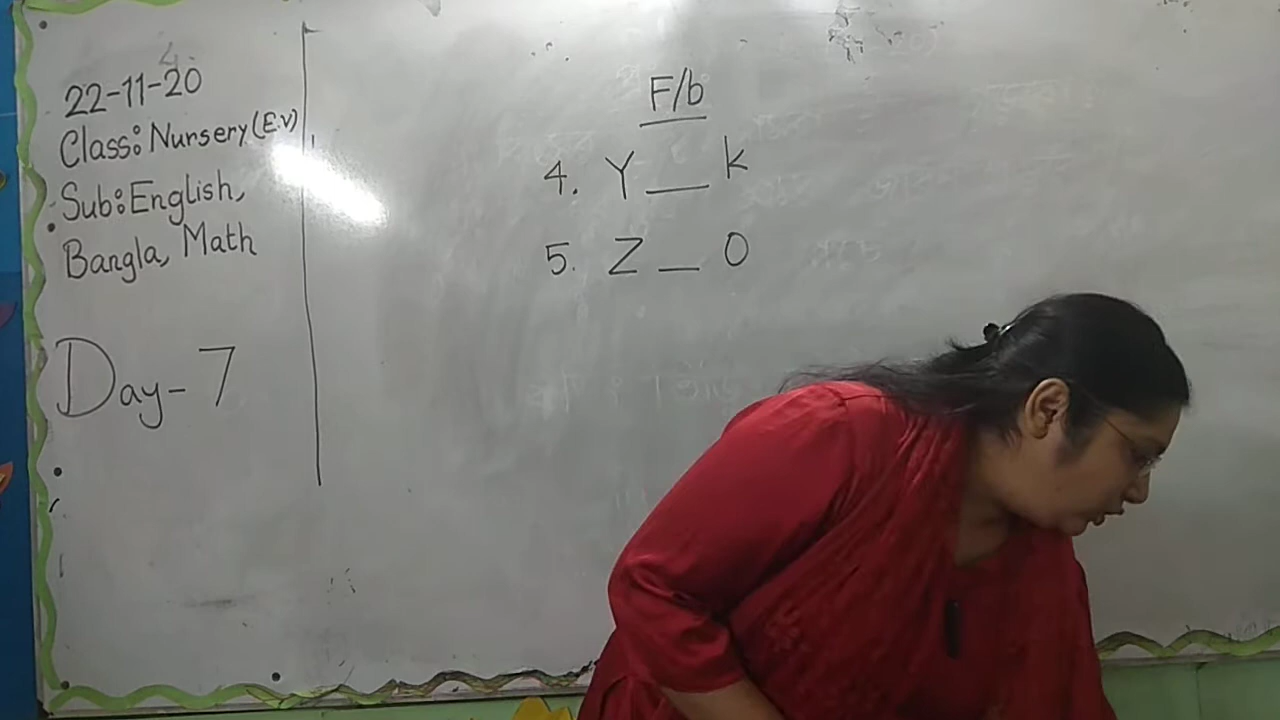 22-11-20
Class: Nursery (E.v)
Sub: English,
Bangla, Math
Day-7
F/b
4. Y __ k
5. Z __ O